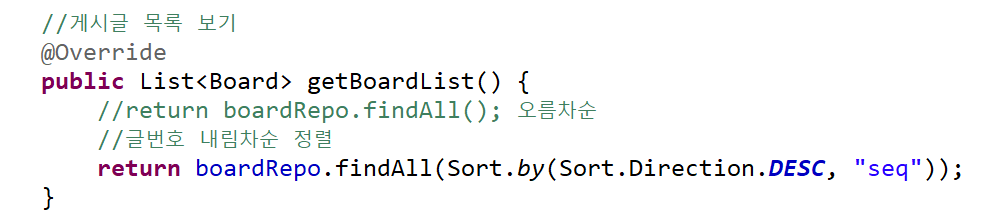 //게시글 목록 보기
@Override
public List<Board> getBoardList() {
//return boardRepo.findAll(); 오름차순
//글번호 내림차순 정렬
return boardRepo.findAll(Sort.by(Sort.Direction.DESC, "seq"));
}